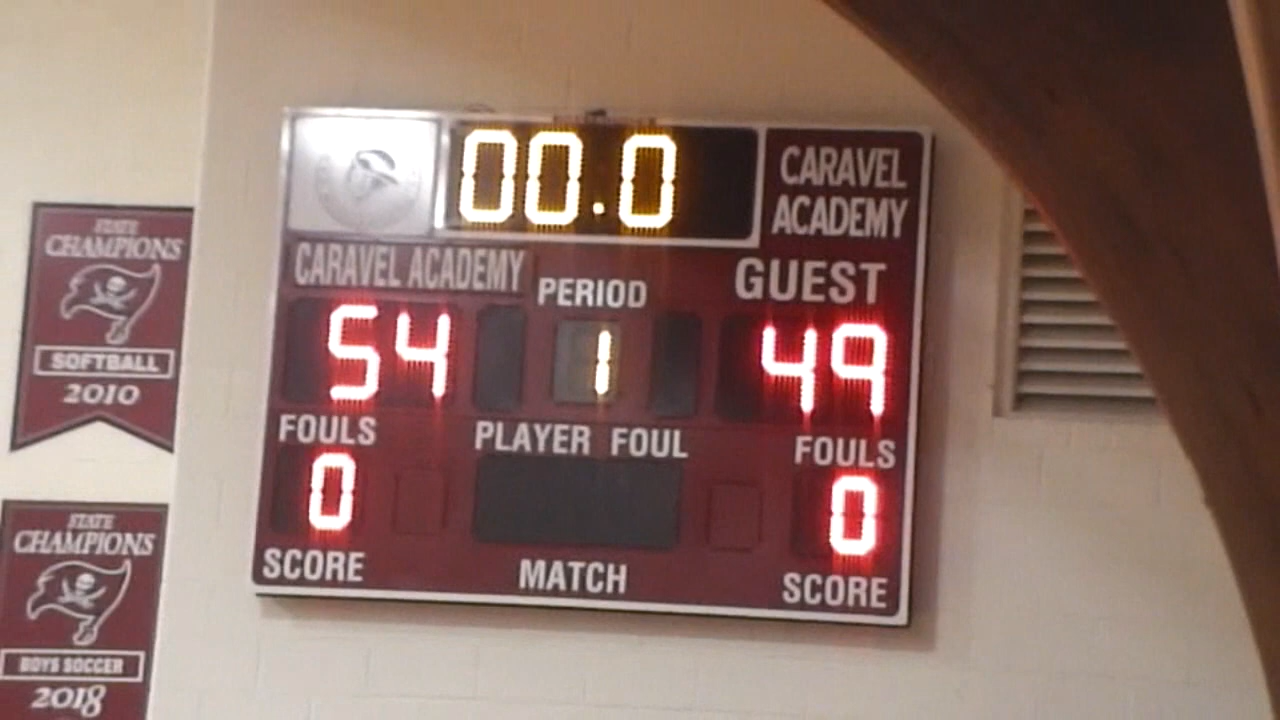 00.0
CARAVEL
ACADEMY
CARAVEL ACADEMY
PERIOD
GUEST
54
1
49
FOULS
PLAYER FOUL
FOULS
0
0
SCORE
MATCH
SCORE
STATE
CHAMPIONS
SOFTBALL
2010
STATE
CHAMPIONS
BOYS SOCCER
2018